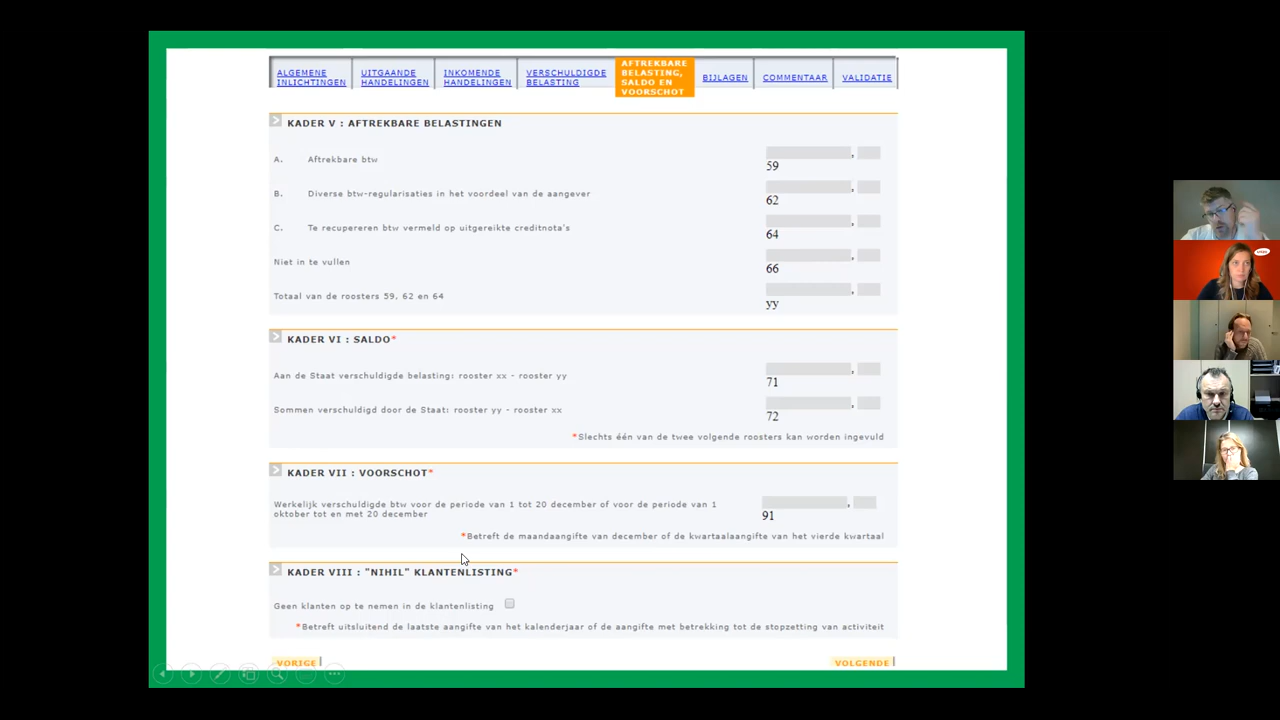 ALGEMENE INLICHTINGEN
UITGAANDE HANDELINGEN
INKOMENDE HANDELINGEN
VERSCHULDIGDE BELASTING
AFTREKBARE BELASTING, SALDO EN VOORSCHOT
BIJLAGEN
COMMENTAAR
VALIDATIE
KADER V : AFTREKBARE BELASTINGEN
A. Aftrekbare btw ,
59
B. Diverse btw-regularisaties in het voordeel van de aangever ,
62
C. Te recupereren btw vermeld op uitgereikte creditnota's ,
64
Niet in te vullen ,
66
Totaal van de roosters 59, 62 en 64 ,
yy
KADER VI : SALDO*
Aan de Staat verschuldigde belasting: rooster xx - rooster yy ,
71
Sommen verschuldigd door de Staat: rooster yy - rooster xx ,
72
*Slechts één van de twee volgende roosters kan worden ingevuld
KADER VII : VOORSCHOT*
Werkelijk verschuldigde btw voor de periode van 1 tot 20 december of voor de periode van 1
oktober tot en met 20 december ,
91
*Betreft de maandaangifte van december of de kwartaalaangifte van het vierde kwartaal
KADER VIII : "NIHIL" KLANTENLISTING*
Geen klanten op te nemen in de klantenlisting
*Betreft uitsluitend de laatste aangifte van het kalenderjaar of de aangifte met betrekking tot de stopzetting van activiteit
VORIGE
VOLGENDE